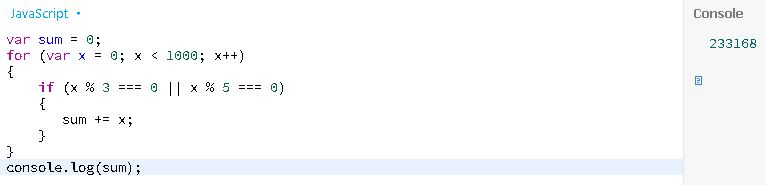 JavaScript
var sum = 0;
for (var x = 0; x < 1000; x++)
{
    if (x % 3 === 0 || x % 5 === 0)
    {
       sum += x;
    }
}
console.log(sum);
Console
233168